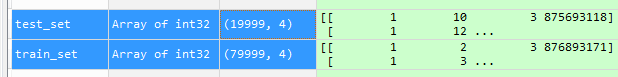 test_set Array of int32 (19999, 4) [[ 1 10 3 875693118]
[ 1 12 ...
train_set Array of int32 (79999, 4) [[ 1 2 3 876893171]
[ 1 3 ...